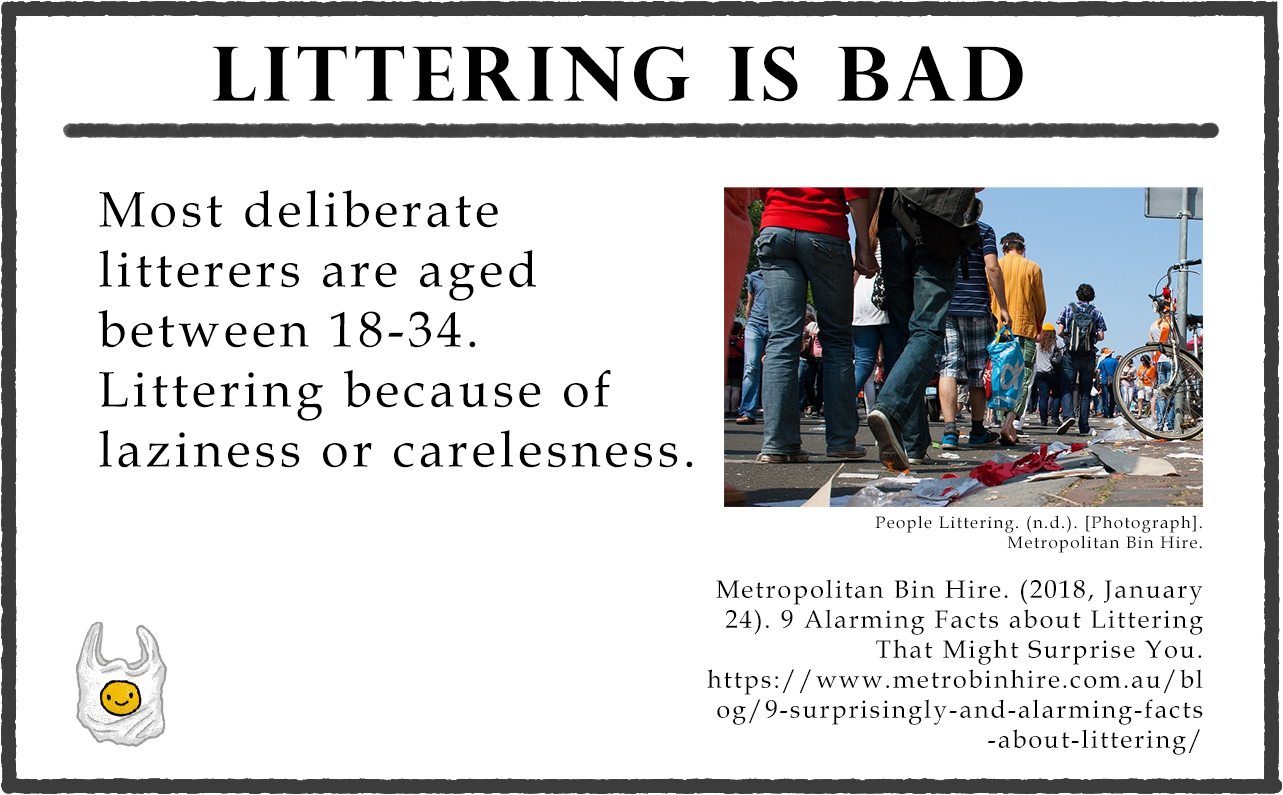 LITTERING IS BAD
Most deliberate
litterers are aged
between 18-34.
Littering because of
laziness or carelesness.
People Littering. (n.d.). [Photograph].
Metropolitan Bin Hire.
Metropolitan Bin Hire. (2018, January
24). 9 Alarming Facts about Littering
That Might Surprise You.
https://www.metrobinhire.com.au/bl
og/9-surprisingly-and-alarming-facts
-about-littering/